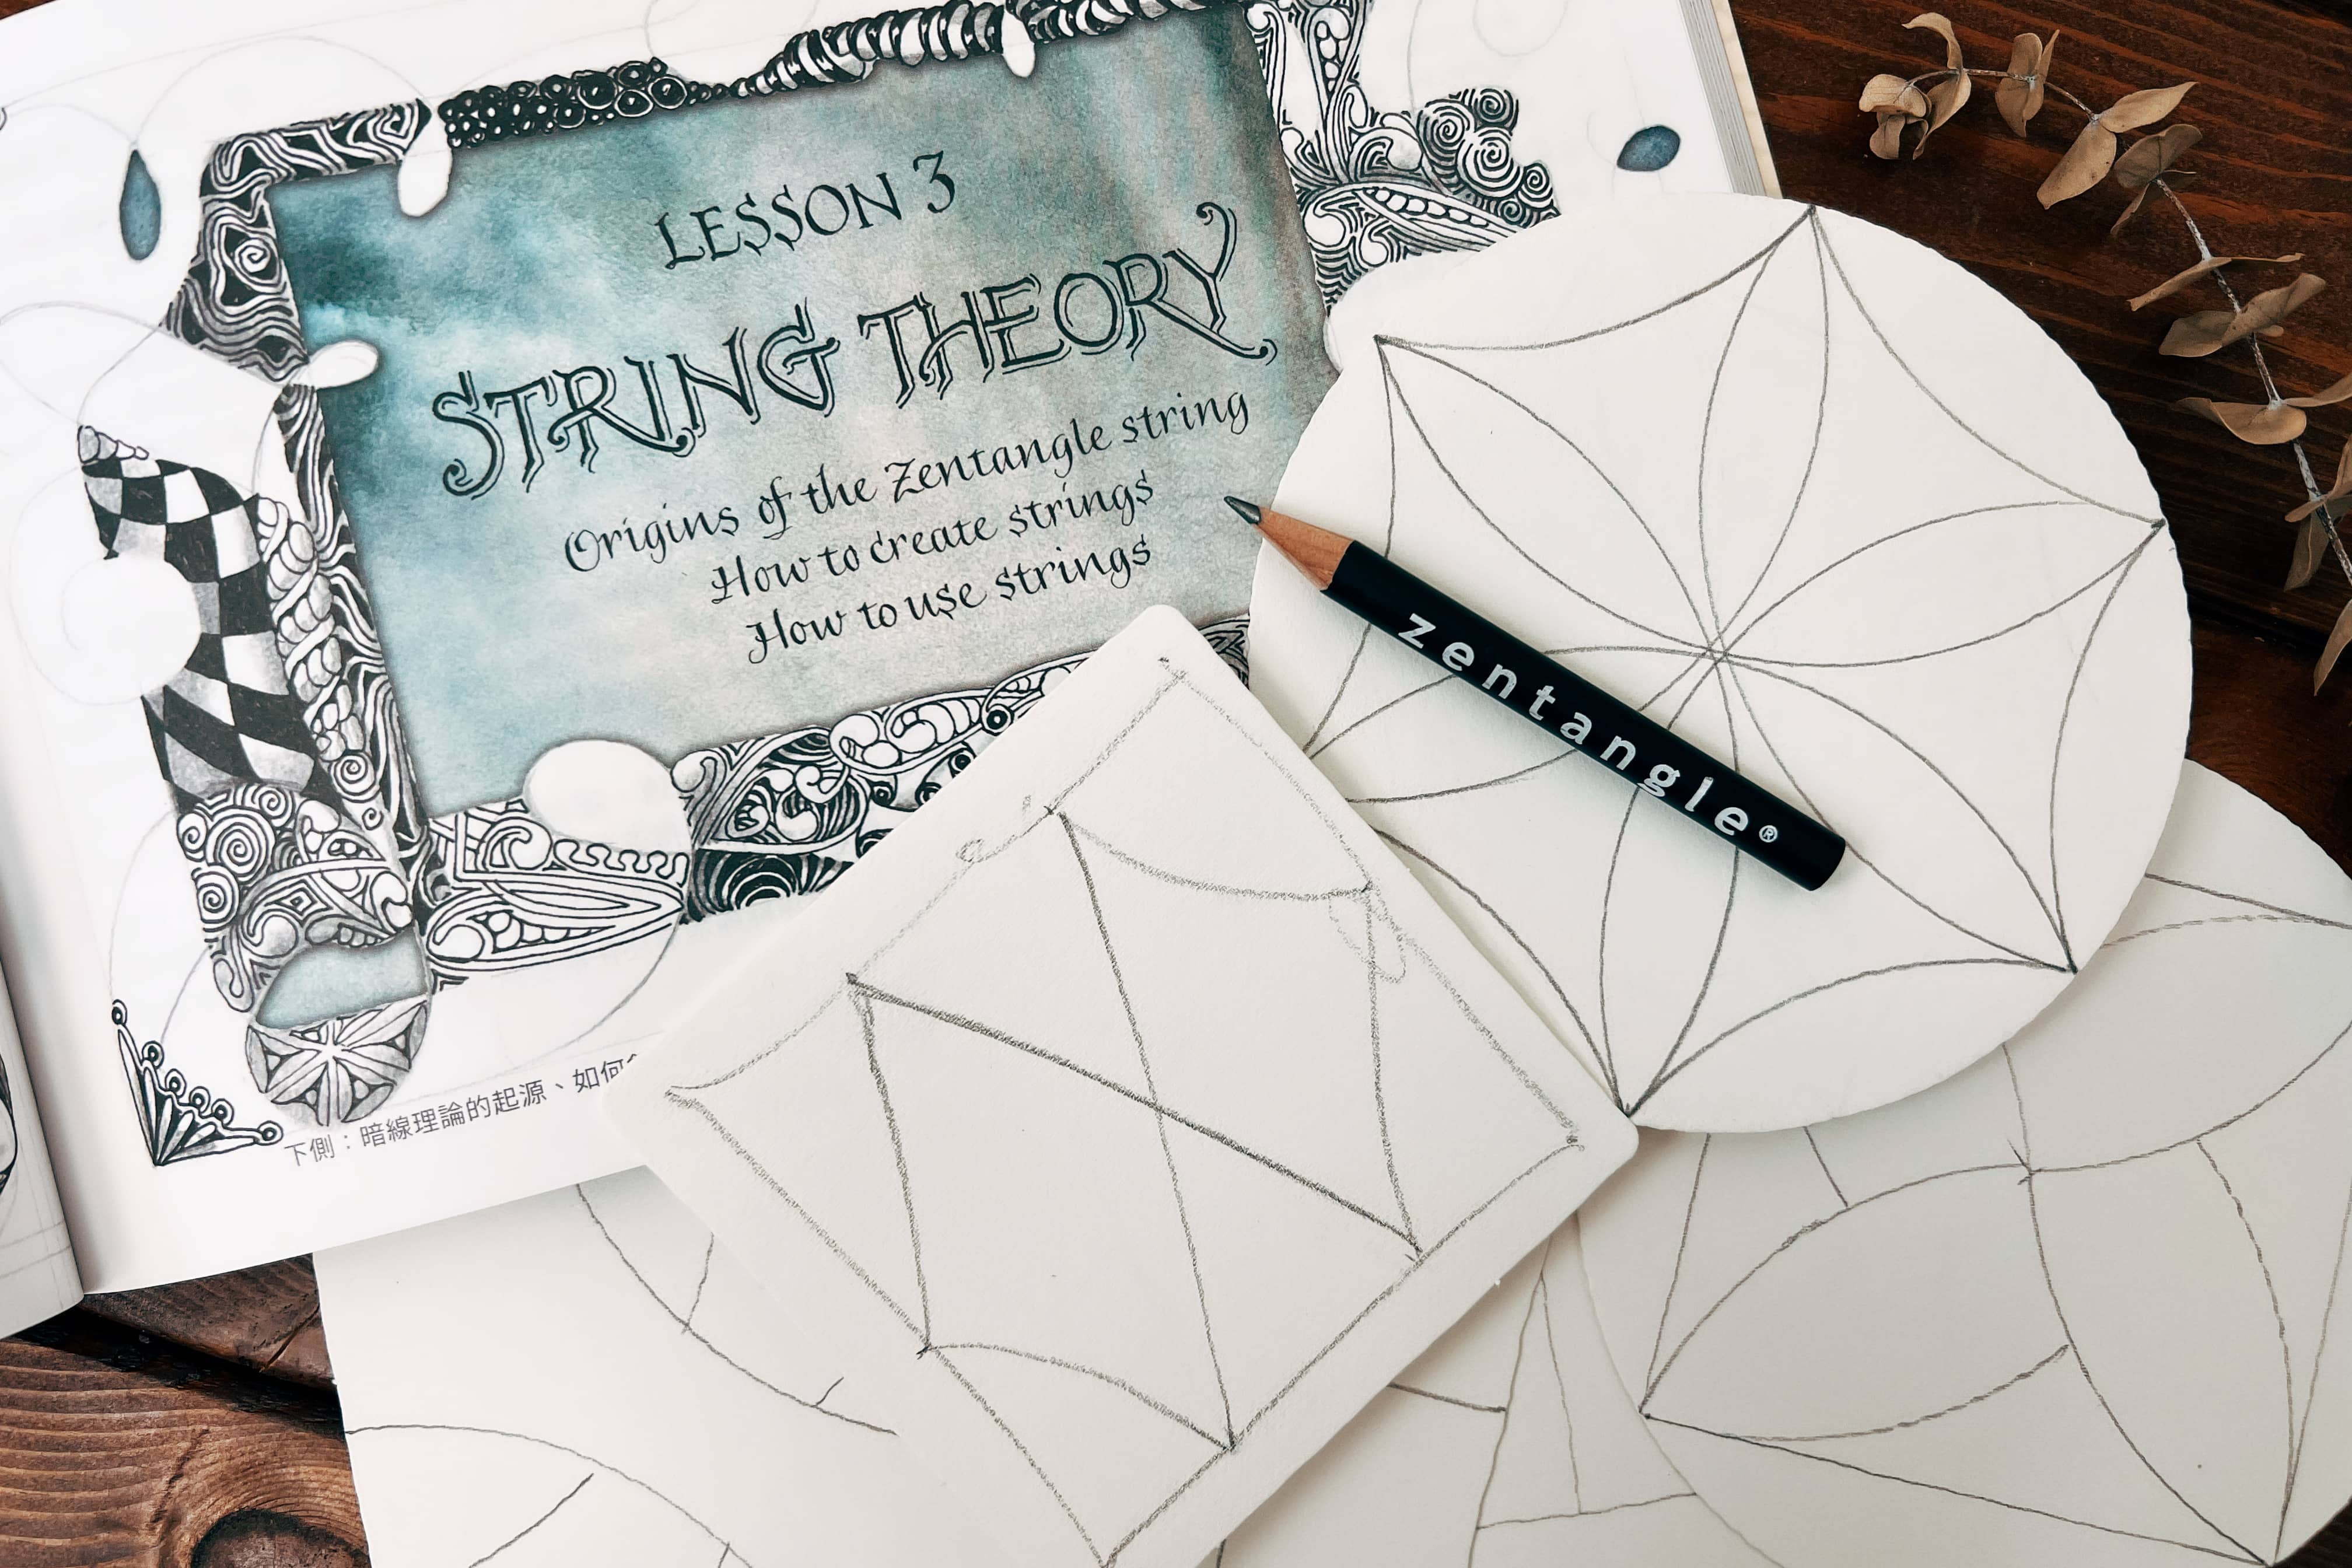 LESSON 3
STRING THEORY
Origins of the Zentangle string
How to create strings
How to use strings
zentangle®
下側：暗線理論的起源、如何